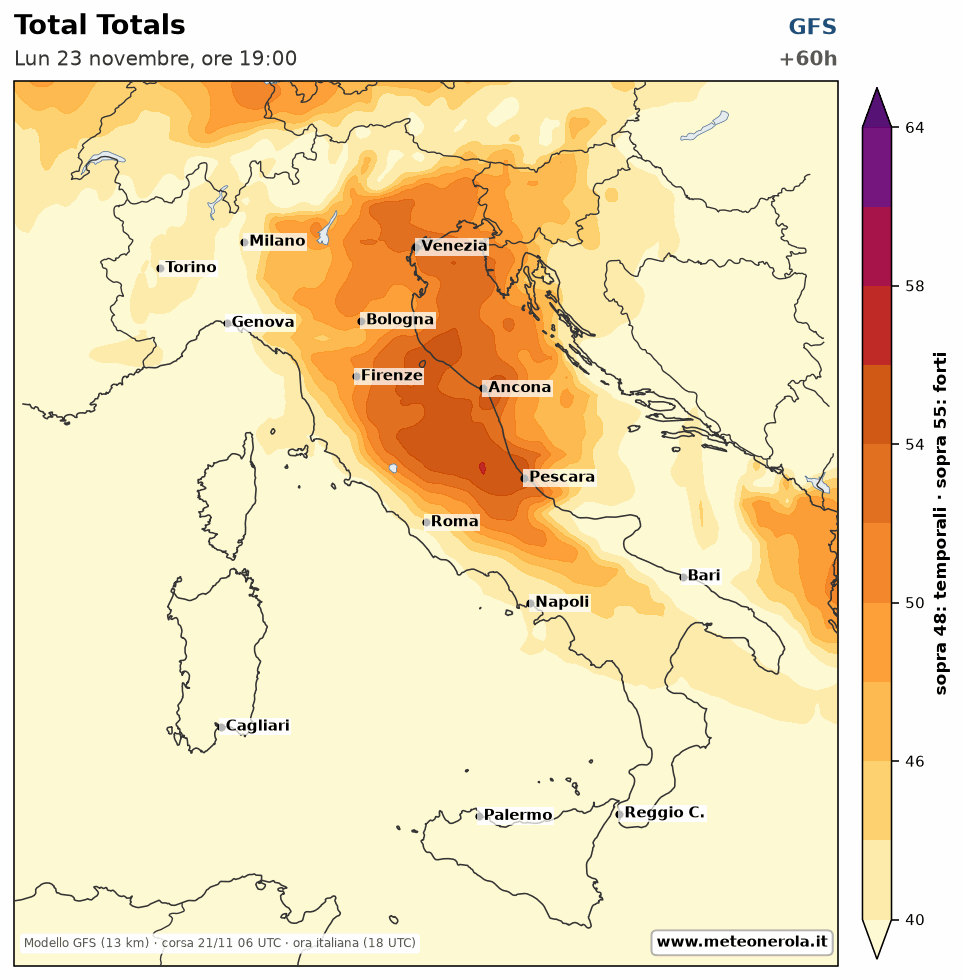 Total Totals
GFS
Lun 23 novembre, ore 19:00
+60h
64
58
54
50
46
40
sopra 48: temporali · sopra 55: forti
Milano
Venezia
Torino
Genova
Bologna
Firenze
Ancona
Pescara
Roma
Bari
Napoli
Cagliari
Palermo
Reggio C.
Modello GFS (13 km) · corsa 21/11 06 UTC · ora italiana (18 UTC)
www.meteonerola.it